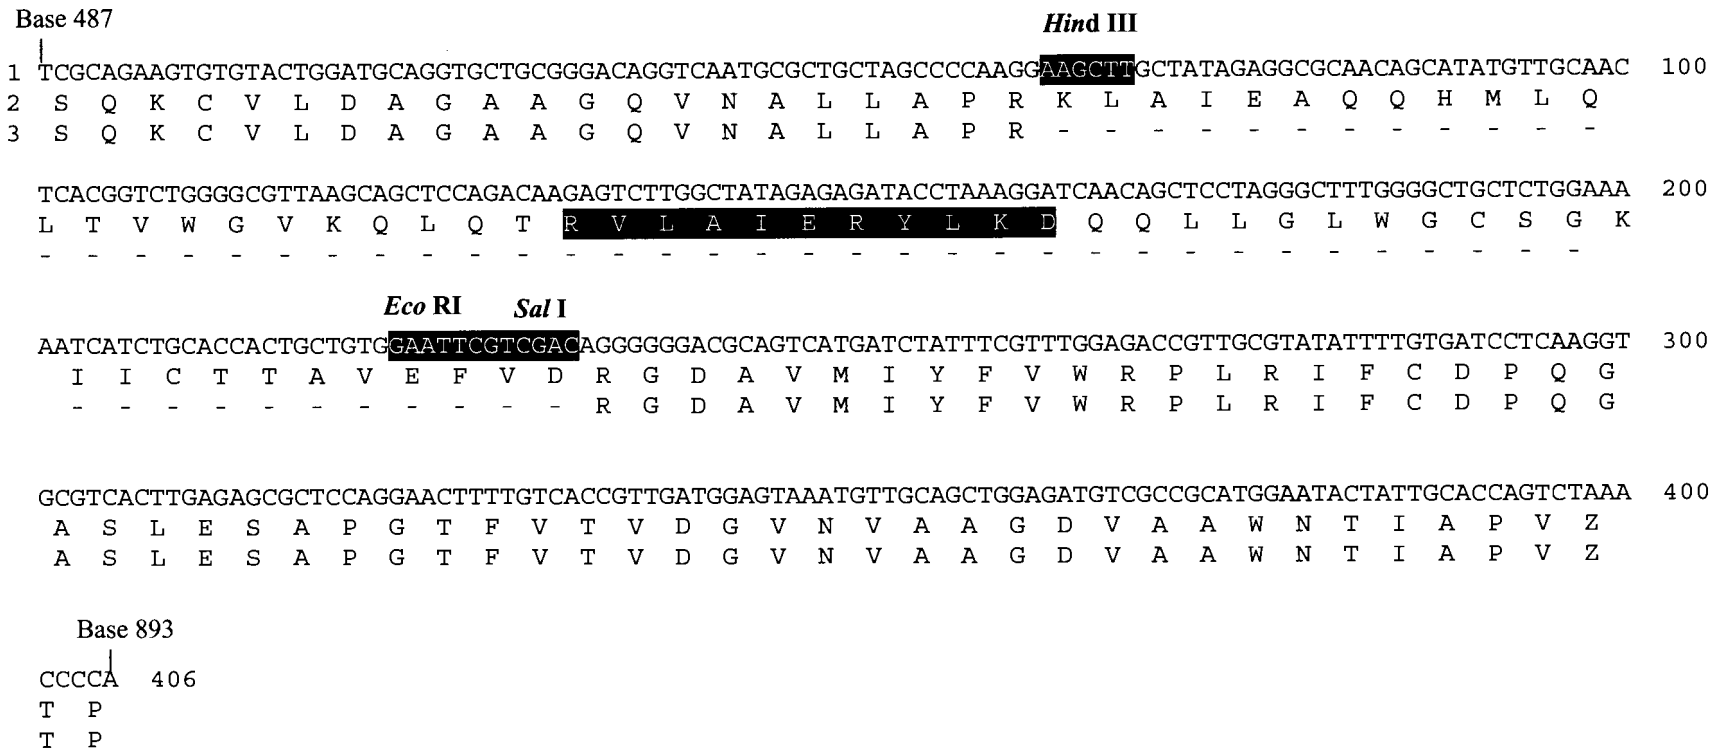 Base 487
Hind III
1 TCGCAGAAGTGTGTACTGGATGCAGGTGCTGCGGGACAGGTCAATGCGCTGCTAGCCCCAAGGAAGCTTGCTATAGAGGCGCAACAGCATATGTTGCAAC 100
2 S Q K C V L D A G A A G Q V N A L L A P R K L A I E A Q Q H M L Q
3 S Q K C V L D A G A A G Q V N A L L A P R - - - - - - - - - - - -
TCACGGTCTGGGGCGTTAAGCAGCTCCAGACAAGAGTCTTGGCTATAGAGAGATACCTAAAGGATCAACAGCTCCTAGGGCTTTGGGGCTGCTCTGGAAA 200
L T V W G V K Q L Q T R V L A I E R Y L K D Q Q L L G L W G C S G K
- - - - - - - - - - - - - - - - - - - - - - - - - - - - - - - - -
Eco RI Sal I
AATCATCTGCACCACTGCTGTGGAATTCGTCGACAGGGGGGACGCAGTCATGATCTATTTCGTTTGGAGACCGTTGCGTATATTTTGTGATCCTCAAGGT 300
I I C T T A V E F V D R G D A V M I Y F V W R P L R I F C D P Q G
- - - - - - - - - - - R G D A V M I Y F V W R P L R I F C D P Q G
GCGTCACTTGAGAGCGCTCCAGGAACTTTTGTCACCGTTGATGGAGTAAATGTTGCAGCTGGAGATGTCGCCGCATGGAATACTATTGCACCAGTCTAAA 400
A S L E S A P G T F V T V D G V N V A A G D V A A W N T I A P V Z
A S L E S A P G T F V T V D G V N V A A G D V A A W N T I A P V Z
Base 893
CCCCA 406
T P
T P